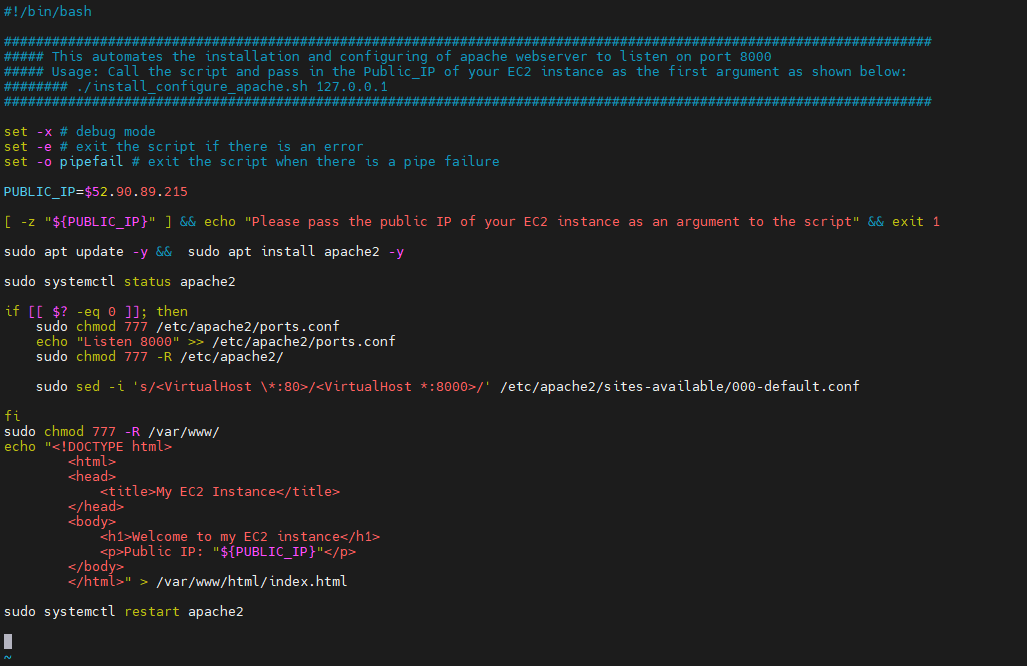 #!/bin/bash
####################################################################################################################
##### This automates the installation and configuring of apache webserver to listen on port 8000
##### Usage: Call the script and pass in the Public_IP of your EC2 instance as the first argument as shown below:
######## ./install_configure_apache.sh 127.0.0.1
####################################################################################################################
set -x # debug mode
set -e # exit the script if there is an error
set -o pipefail # exit the script when there is a pipe failure
PUBLIC_IP=$52.90.89.215
[ -z "${PUBLIC_IP}" ] && echo "Please pass the public IP of your EC2 instance as an argument to the script" && exit 1
sudo apt update -y &&  sudo apt install apache2 -y
sudo systemctl status apache2
if [[ $? -eq 0 ]]; then
    sudo chmod 777 /etc/apache2/ports.conf
    echo "Listen 8000" >> /etc/apache2/ports.conf
    sudo chmod 777 -R /etc/apache2/
    sudo sed -i 's/<VirtualHost \*:80>/<VirtualHost *:8000>/' /etc/apache2/sites-available/000-default.conf
fi
sudo chmod 777 -R /var/www/
echo "<!DOCTYPE html>
        <html>
        <head>
            <title>My EC2 Instance</title>
        </head>
        <body>
            <h1>Welcome to my EC2 instance</h1>
            <p>Public IP: "${PUBLIC_IP}"</p>
        </body>
        </html>" > /var/www/html/index.html
sudo systemctl restart apache2
~